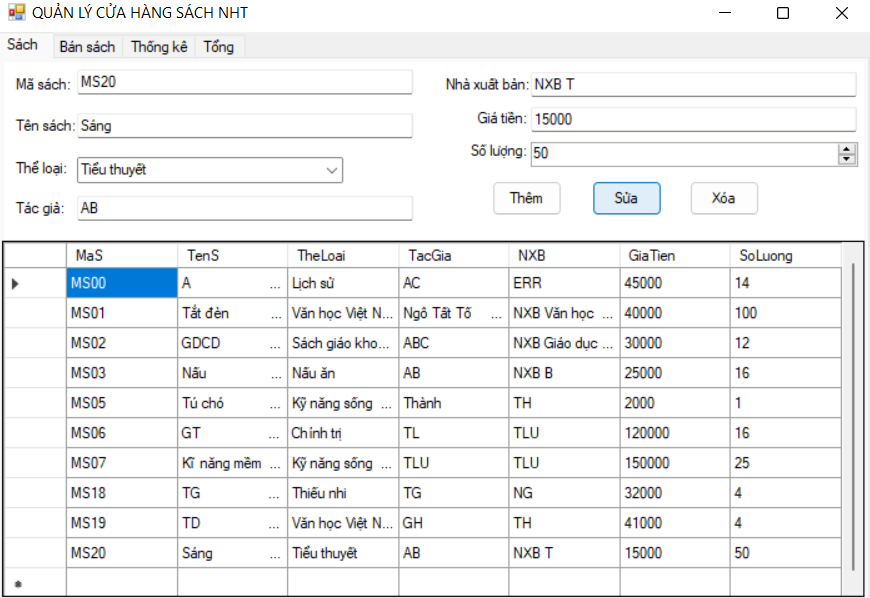 QUẢN LÝ CỬA HÀNG SÁCH NHT
Sách Bán sách Thống kê Tổng
Mã sách: MS20 Nhà xuất bản: NXB T
Tên sách: Sáng Giá tiền: 15000
Thể loại: Tiểu thuyết Số lượng: 50
Tác giả: AB Thêm Sửa Xóa
MaS TenS TheLoai TacGia NXB GiaTien SoLuong
MS00 A ... Lịch sử AC ERR 45000 14
MS01 Tắt đèn ... Văn học Việt N... Ngô Tất Tố ... NXB Văn học ... 40000 100
MS02 GDCD ... Sách giáo kho... ABC NXB Giáo dục ... 30000 12
MS03 Nấu ... Nấu ăn AB NXB B 25000 16
MS05 Tú chó ... Kỹ năng sống ... Thành TH 2000 1
MS06 GT ... Chính trị TL TLU 120000 16
MS07 Kĩ năng mềm ... Kỹ năng sống ... TLU TLU 150000 25
MS18 TG ... Thiếu nhi TG NG 32000 4
MS19 TD ... Văn học Việt N... GH TH 41000 4
MS20 Sáng ... Tiểu thuyết AB NXB T 15000 50